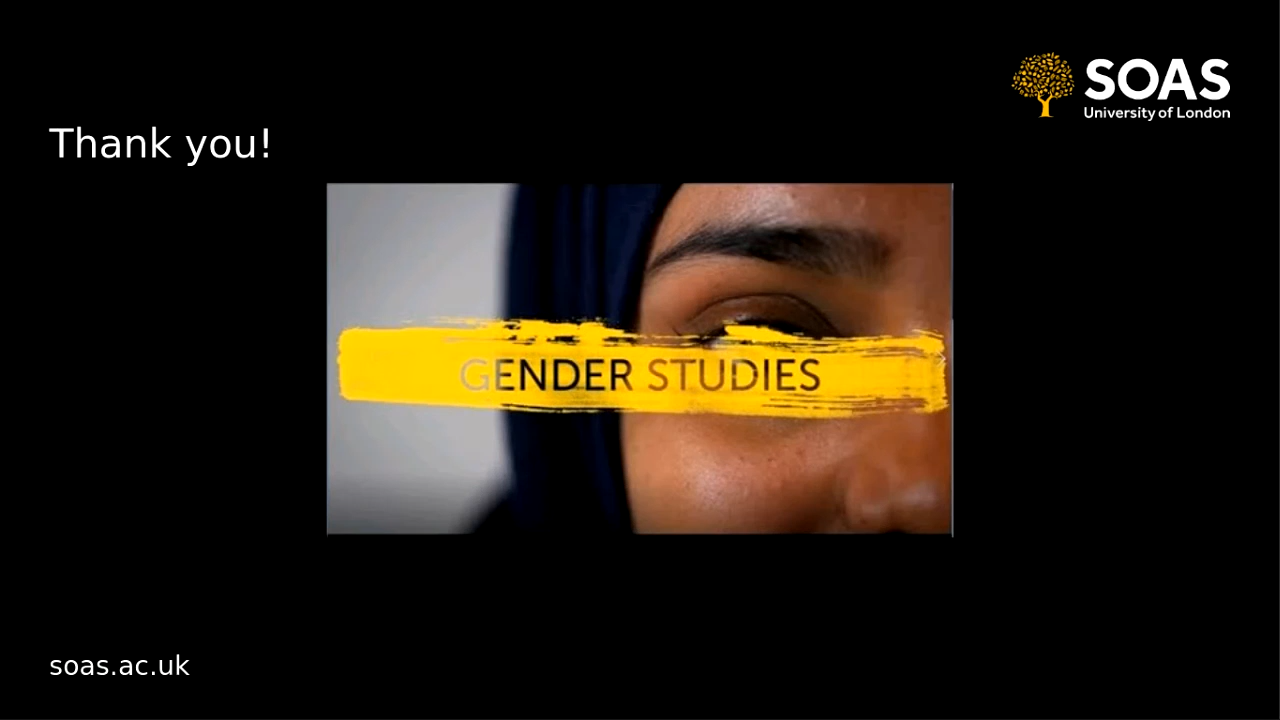 SOAS
University of London
Thank you!
GENDER STUDIES
soas.ac.uk